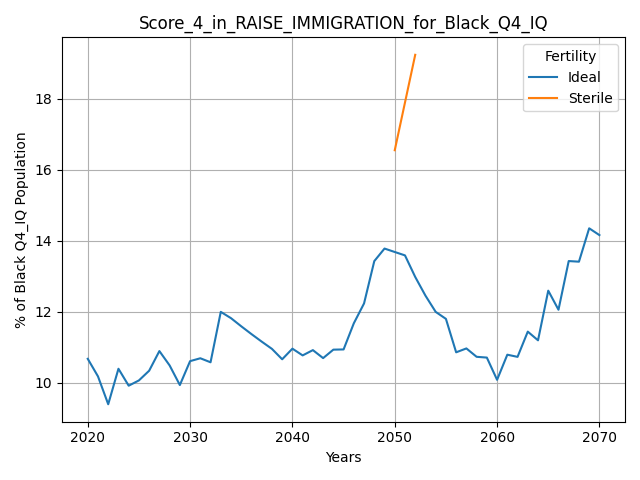 Score_4_in_RAISE_IMMIGRATION_for_Black_Q4_IQ
Fertility
Ideal
Sterile
% of Black Q4_IQ Population
18
16
14
12
10
2020 2030 2040 2050 2060 2070
Years